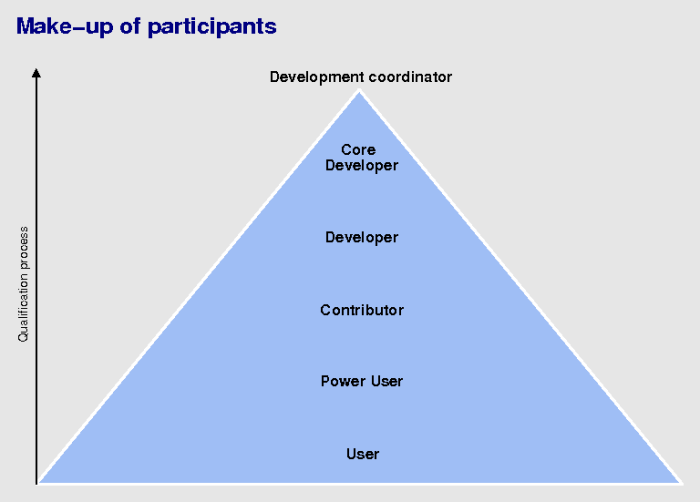 Make-up of participants
Development coordinator
Core
Developer
Developer
Contributor
Power User
User
Qualification process